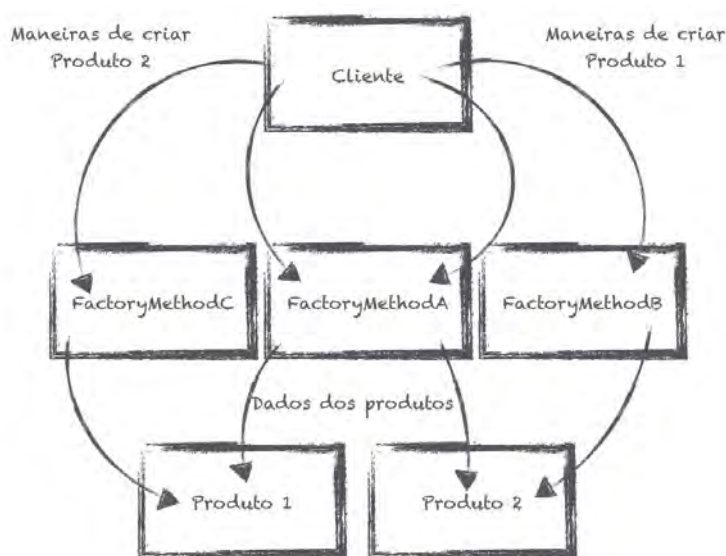 Maneiras de criar
Produto 2
Cliente
Maneiras de criar
Produto 1
FactoryMethodC
FactoryMethodA
FactoryMethodB
Dados dos produtos
Produto 1
Produto 2